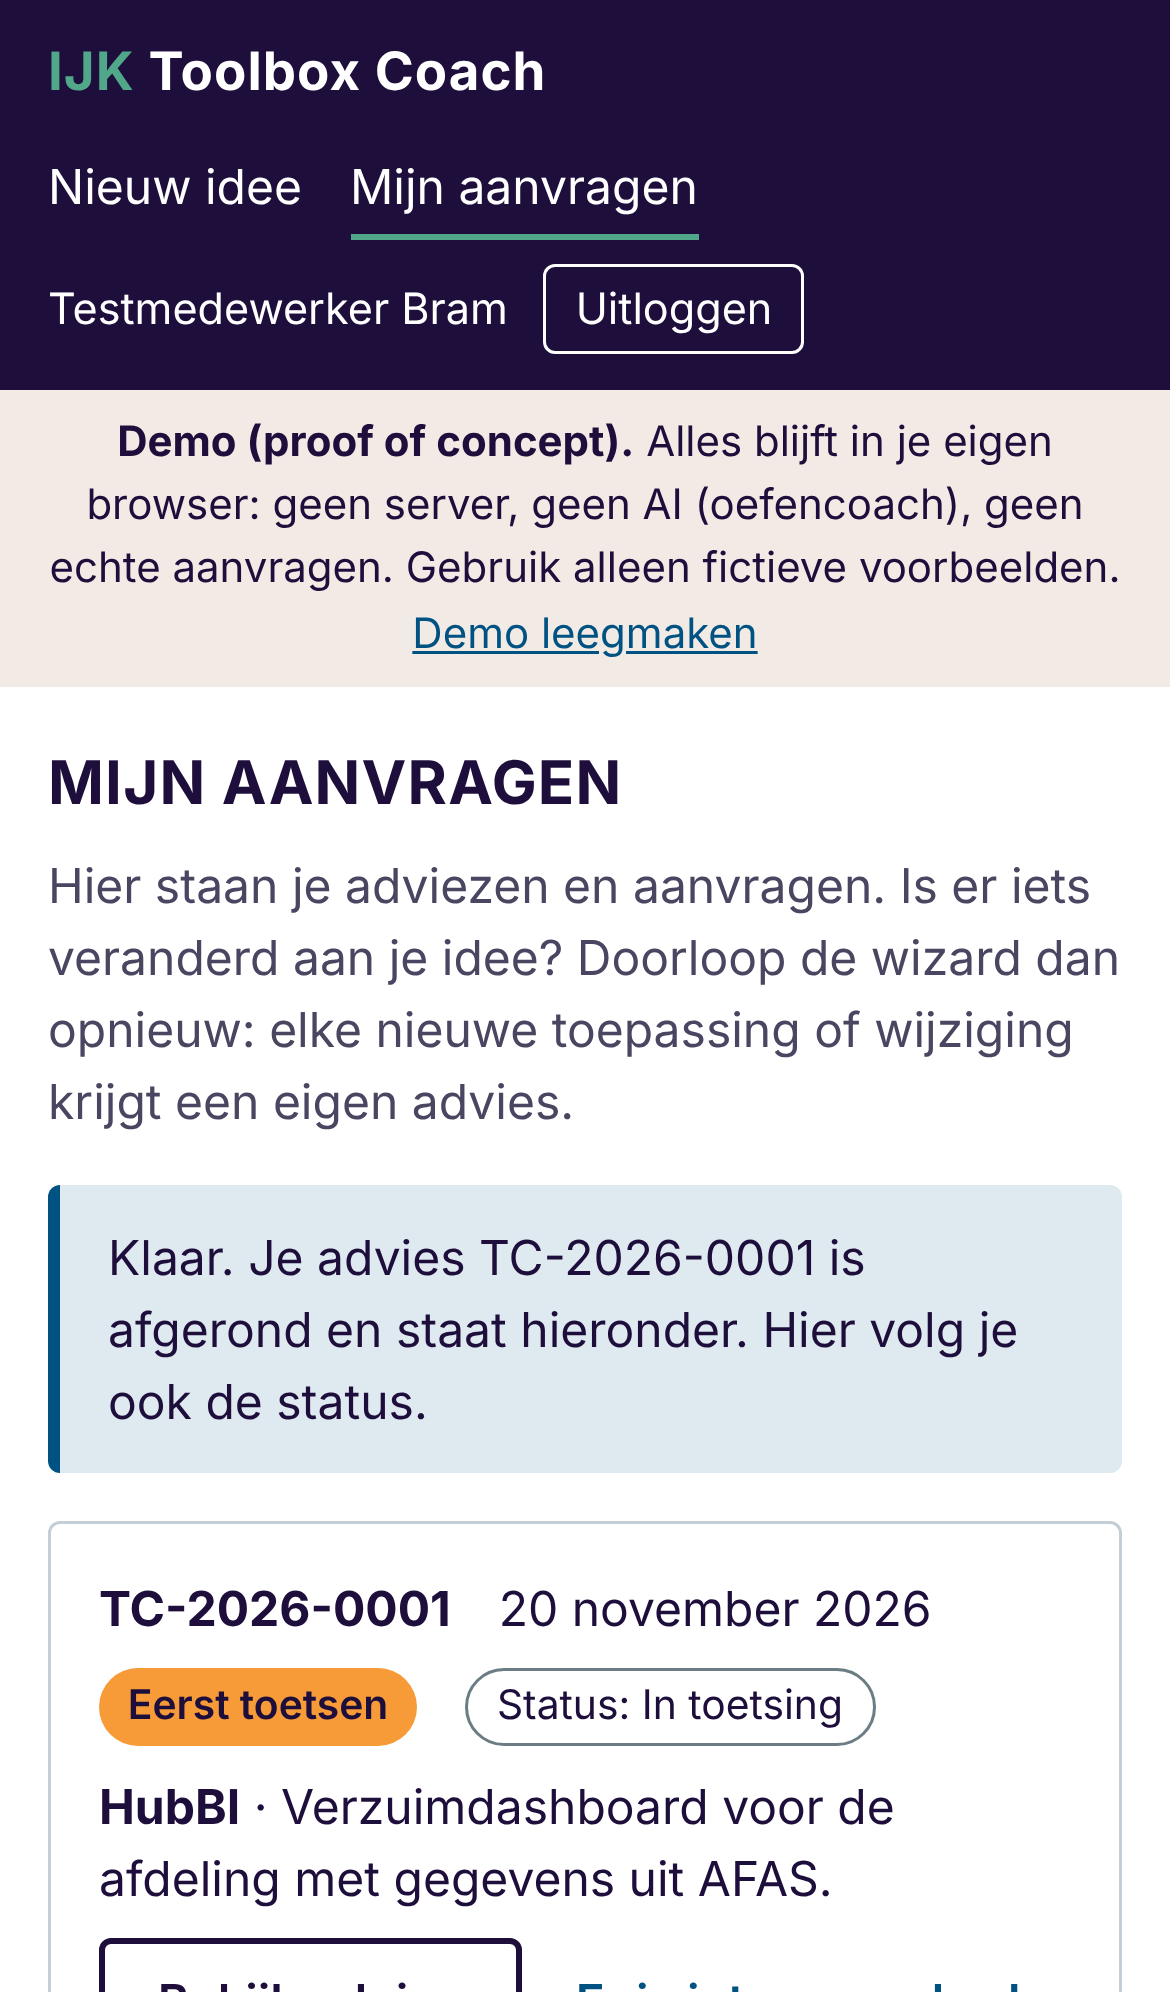 IJK Toolbox Coach
Nieuw idee Mijn aanvragen
Testmedewerker Bram Uitloggen
Demo (proof of concept). Alles blijft in je eigen
browser: geen server, geen AI (oefencoach), geen
echte aanvragen. Gebruik alleen fictieve voorbeelden.
Demo leegmaken
MIJN AANVRAGEN
Hier staan je adviezen en aanvragen. Is er iets
veranderd aan je idee? Doorloop de wizard dan
opnieuw: elke nieuwe toepassing of wijziging
krijgt een eigen advies.
Klaar. Je advies TC-2026-0001 is
afgerond en staat hieronder. Hier volg je
ook de status.
TC-2026-0001 20 november 2026
Eerst toetsen Status: In toetsing
HubBI · Verzuimdashboard voor de
afdeling met gegevens uit AFAS.